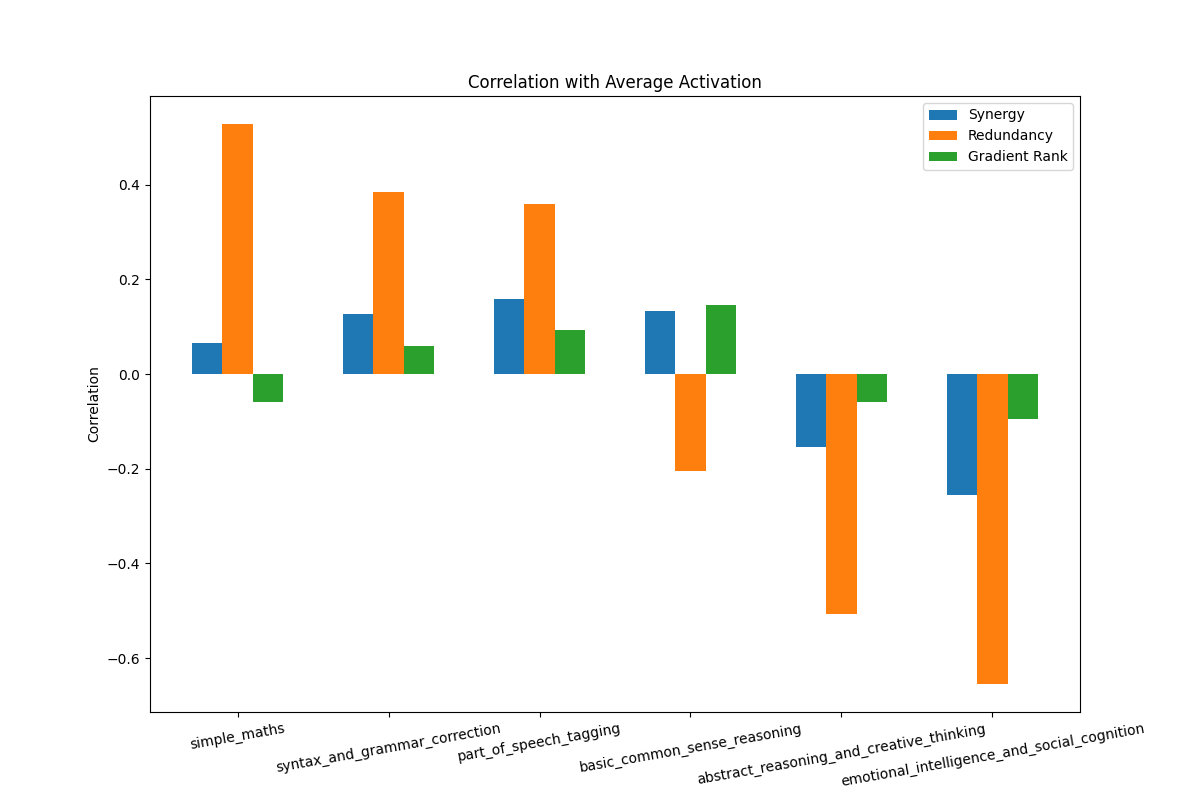 Correlation with Average Activation
Synergy
Redundancy
Gradient Rank
Correlation
0.4
0.2
0.0
−0.2
−0.4
−0.6
simple_maths
syntax_and_grammar_correction
part_of_speech_tagging
basic_common_sense_reasoning
abstract_reasoning_and_creative_thinking
emotional_intelligence_and_social_cognition